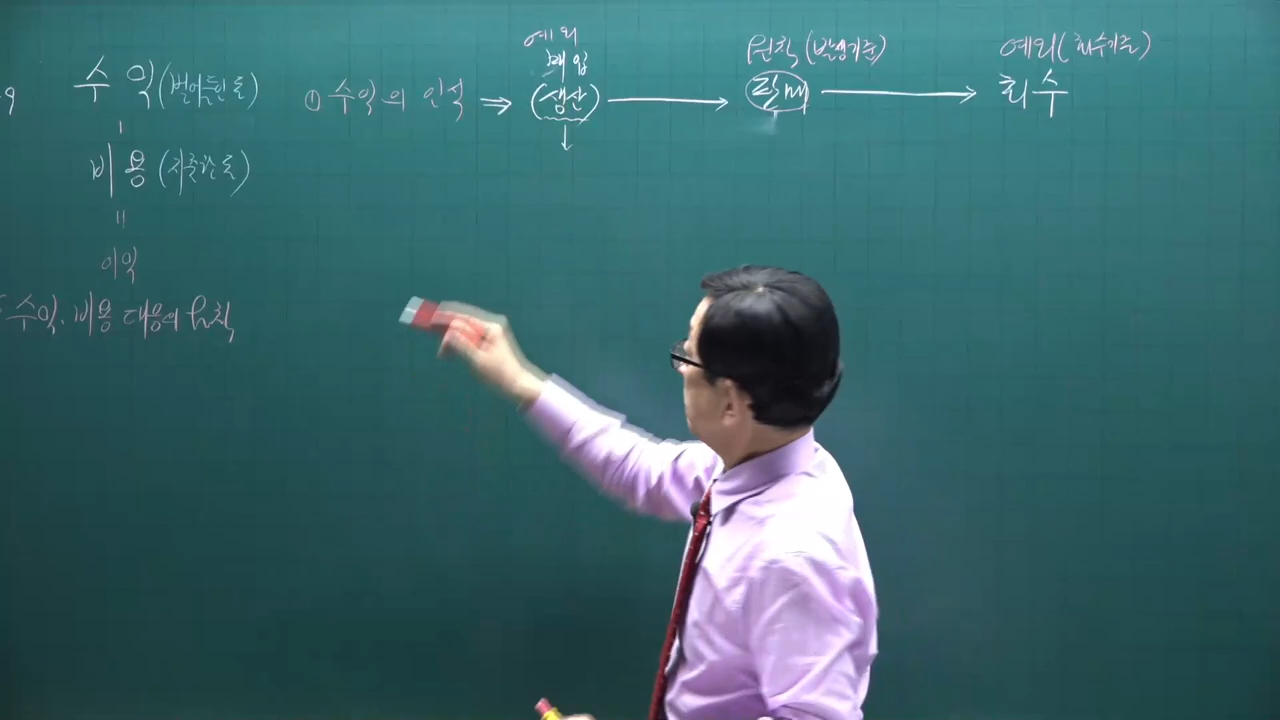 9
수익(벌어들인 돈)
-
비용(지출한 돈)
=
이익
수익.비용 대응의 원칙
① 수익의 인식 ⇒
예외
매입
(생산) →
↓
원칙(발생기준)
판매 →
예외(회수기준)
회수